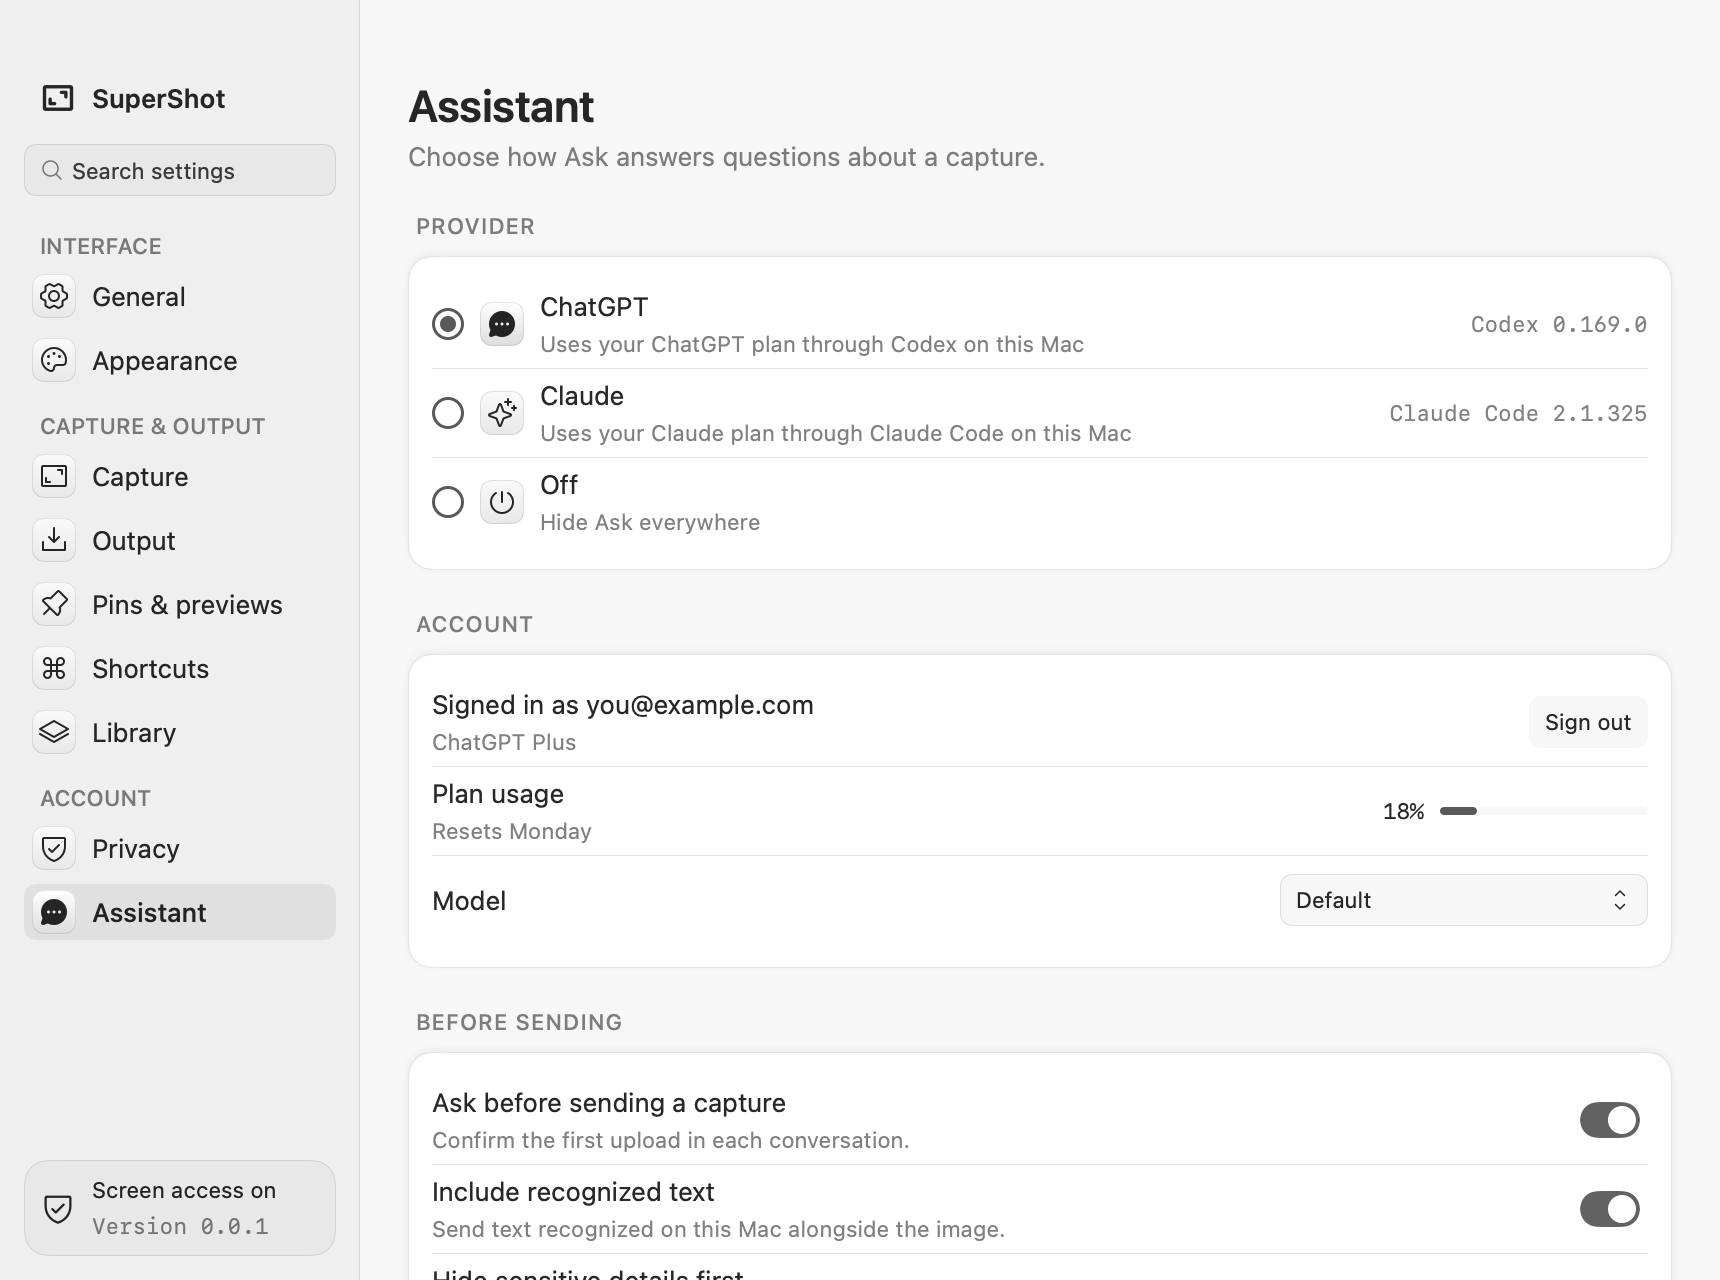 SuperShot
Search settings
INTERFACE
General
Appearance
CAPTURE & OUTPUT
Capture
Output
Pins & previews
Shortcuts
Library
ACCOUNT
Privacy
Assistant
Screen access on
Version 0.0.1
Assistant
Choose how Ask answers questions about a capture.
PROVIDER
ChatGPT
Uses your ChatGPT plan through Codex on this Mac
Codex 0.169.0
Claude
Uses your Claude plan through Claude Code on this Mac
Claude Code 2.1.325
Off
Hide Ask everywhere
ACCOUNT
Signed in as you@example.com
ChatGPT Plus
Sign out
Plan usage
Resets Monday
18%
Model
Default
BEFORE SENDING
Ask before sending a capture
Confirm the first upload in each conversation.
Include recognized text
Send text recognized on this Mac alongside the image.
Hide sensitive details first